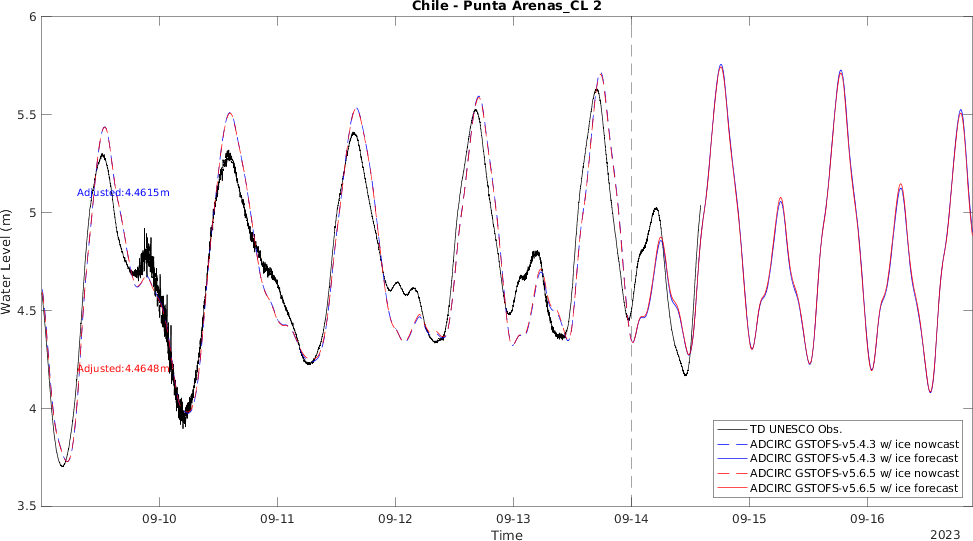 Chile - Punta Arenas_CL 2
6
5.5
5
4.5
4
3.5
Water Level (m)
Adjusted:4.4615m
Adjusted:4.4648m
TD UNESCO Obs.
ADCIRC GSTOFS-v5.4.3 w/ ice nowcast
ADCIRC GSTOFS-v5.4.3 w/ ice forecast
ADCIRC GSTOFS-v5.6.5 w/ ice nowcast
ADCIRC GSTOFS-v5.6.5 w/ ice forecast
09-10 09-11 09-12 09-13 09-14 09-15 09-16
Time
2023